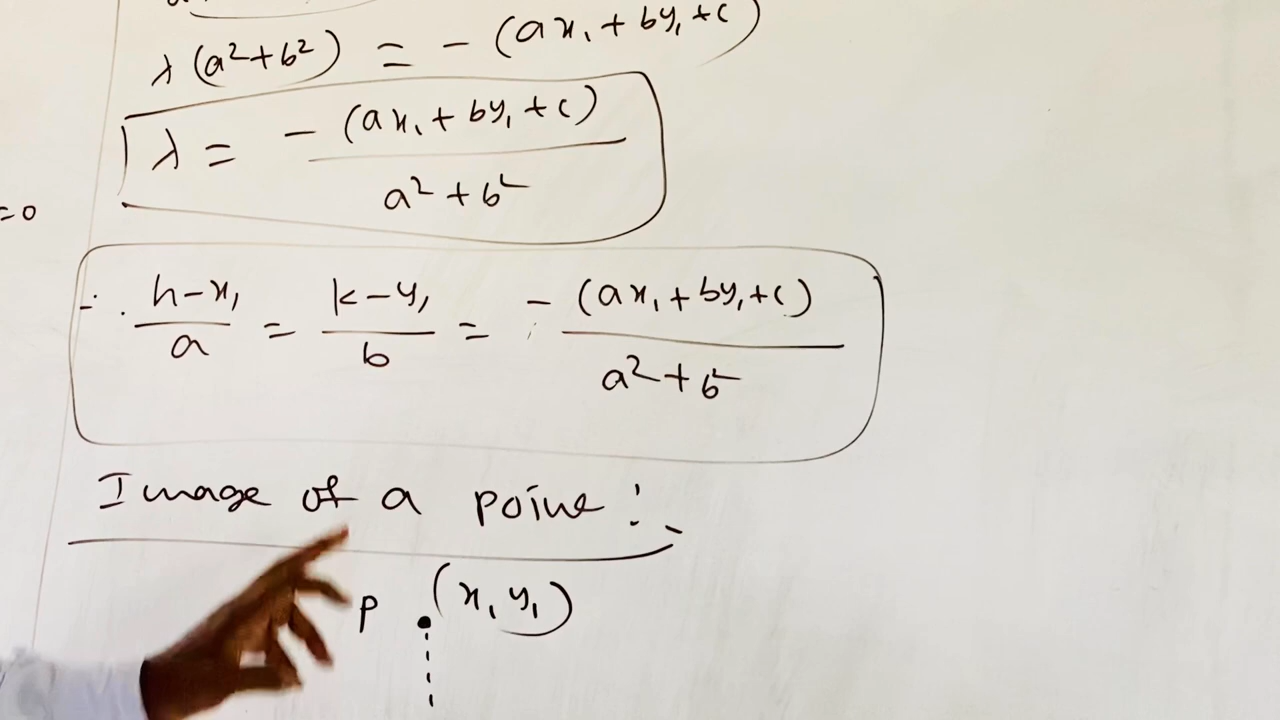 λ (a²+b²) = - (ax₁ + by₁ + c)
λ = - (ax₁ + by₁ + c) / a² + b²
=0
∴ h-x₁ / a = k-y₁ / b = - (ax₁ + by₁ + c) / a² + b²
Image of a point :-
P (x₁ y₁)